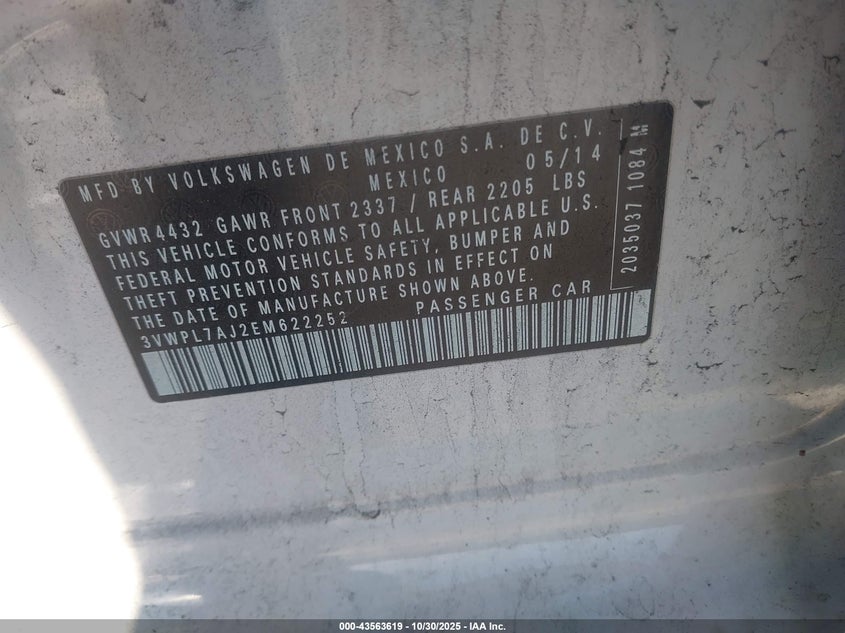 MFD BY VOLKSWAGEN DE MEXICO S.A. DE C.V.
MEXICO 05/14
GVWR4432 GAWR FRONT 2337 / REAR 2205 LBS
THIS VEHICLE CONFORMS TO ALL APPLICABLE U.S.
FEDERAL MOTOR VEHICLE SAFETY, BUMPER AND
THEFT PREVENTION STANDARDS IN EFFECT ON
THE DATE OF MANUFACTURE SHOWN ABOVE.
3VWPL7AJ2EM622252 PASSENGER CAR
2035037 1084 M
000-43563619 - 10/30/2025 - IAA Inc.